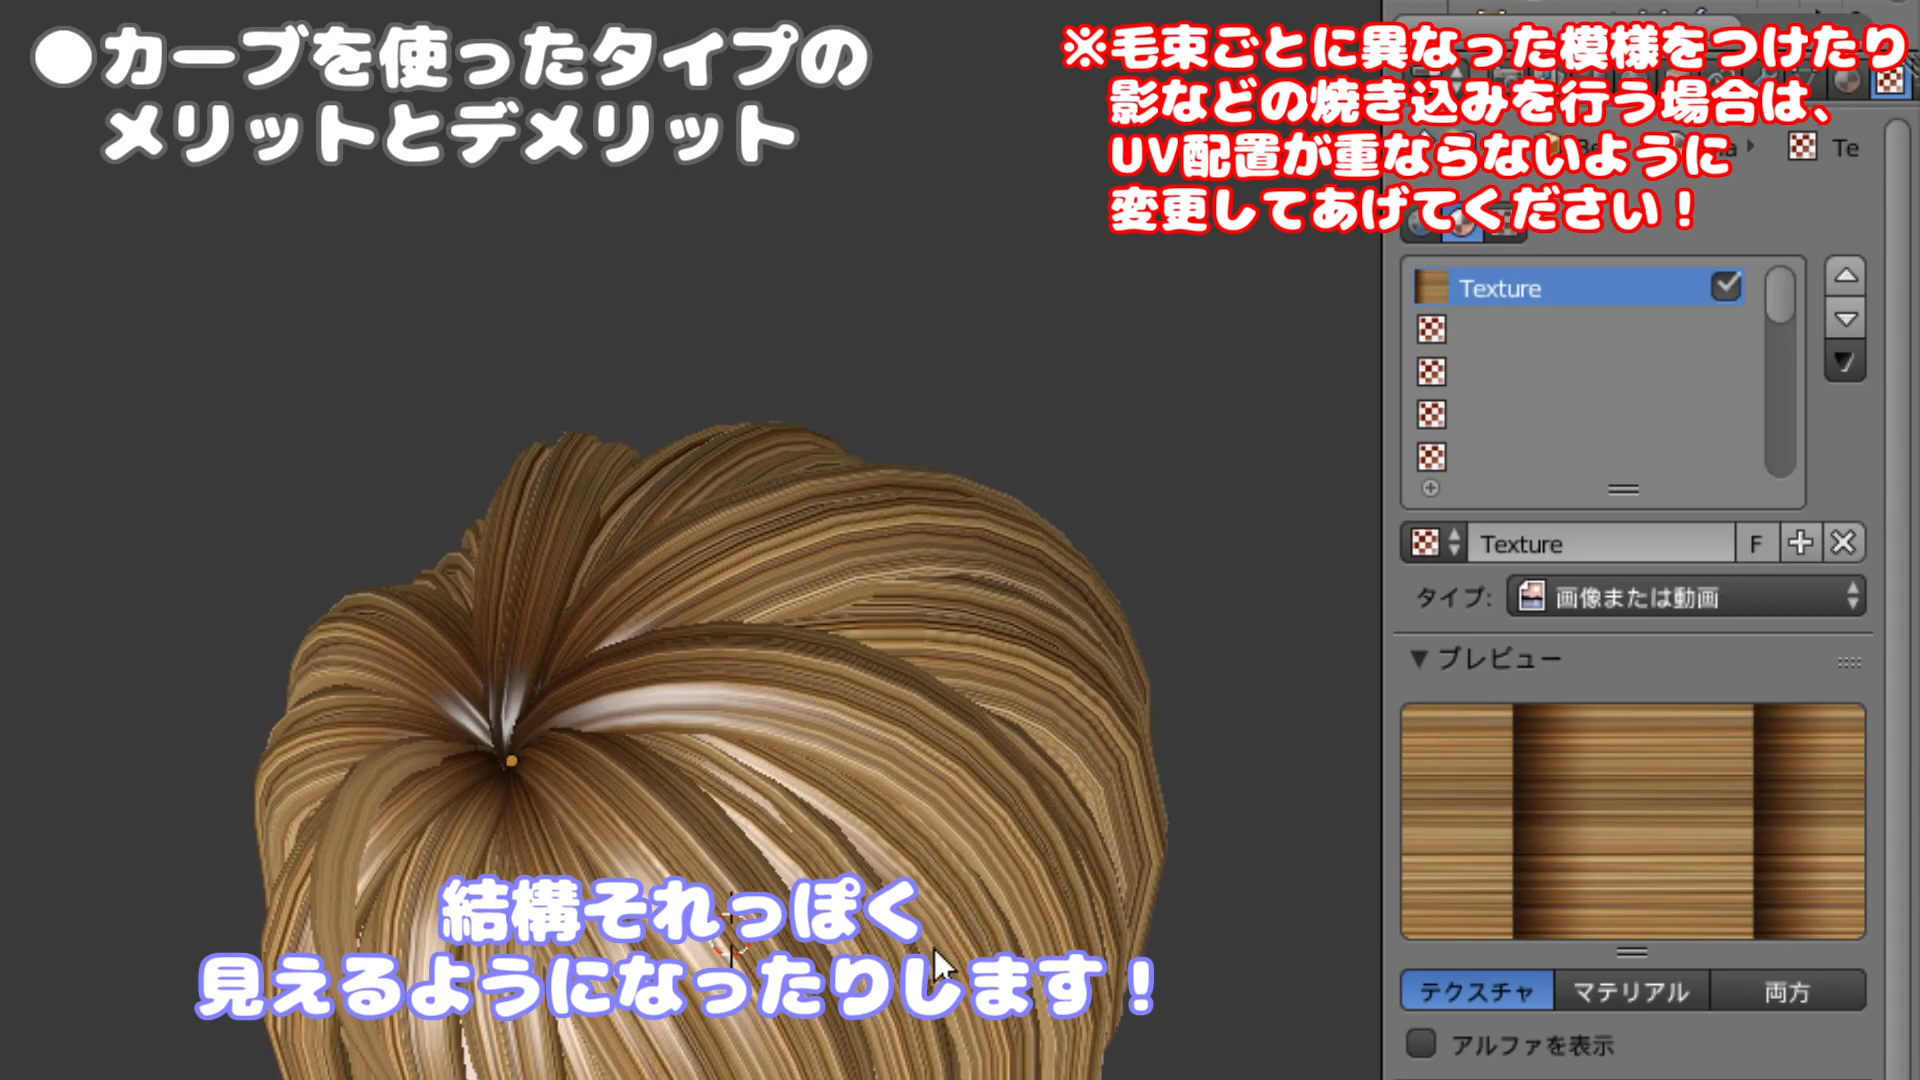 ●カーブを使ったタイプの
メリットとデメリット
※毛束ごとに異なった模様をつけたり
影などの焼き込みを行う場合は、
UV配置が重ならないように
変更してあげてください！
Te
Texture
Texture
F
タイプ:
画像または動画
プレビュー
テクスチャ
マテリアル
両方
アルファを表示
結構それっぽく
見えるようになったりします！